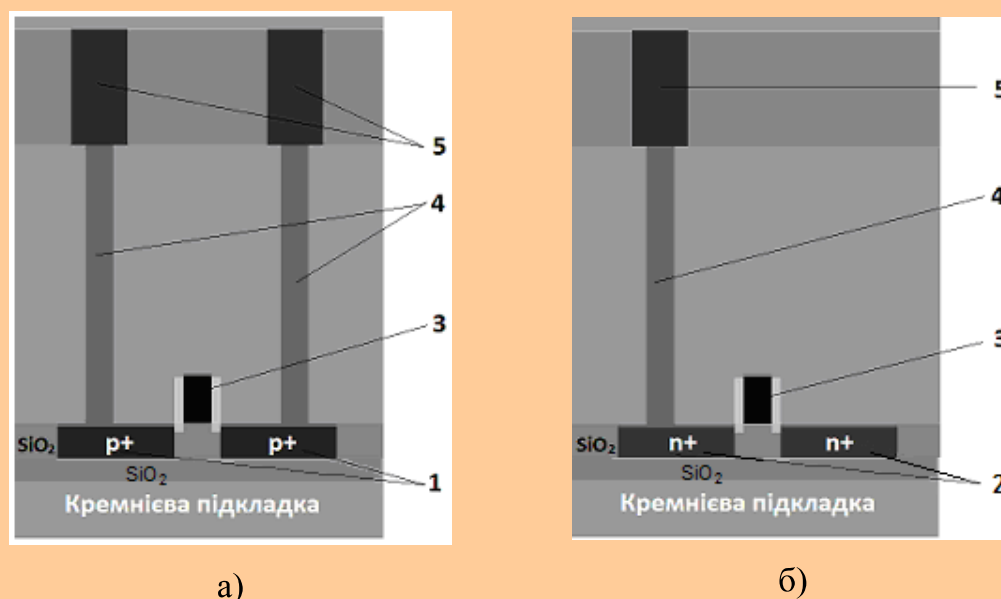 5
4
3
SiO₂ p+ p+
1
SiO₂
Кремнієва підкладка
а)
5
4
3
SiO₂ n+ n+
2
SiO₂
Кремнієва підкладка
б)